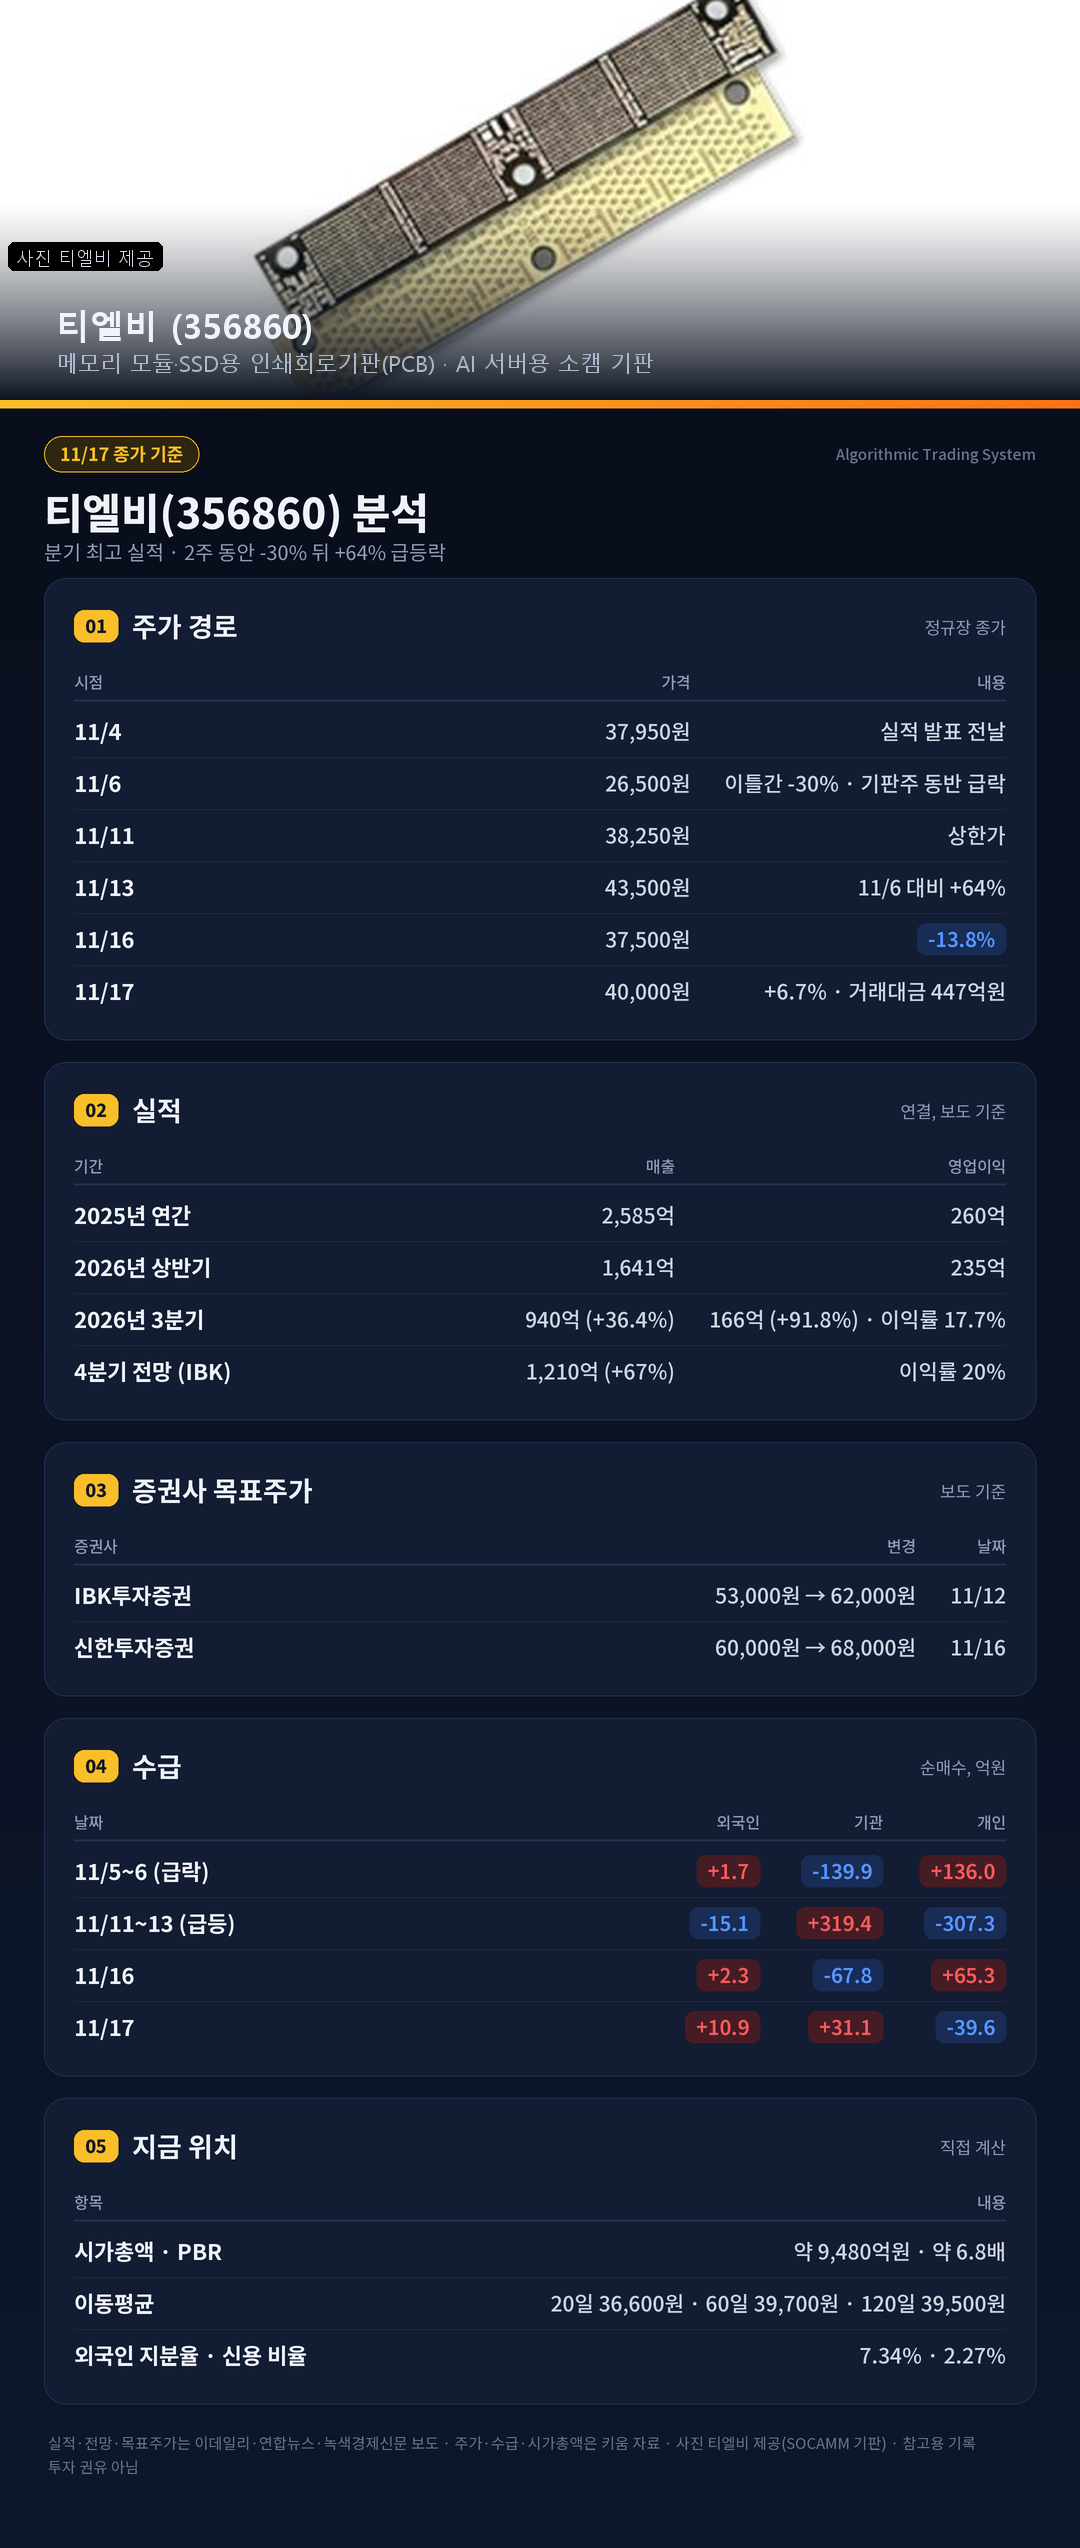 사진 티엘비 제공
티엘비 (356860)
메모리 모듈·SSD용 인쇄회로기판(PCB) · AI 서버용 소캠 기판
11/17 종가 기준
Algorithmic Trading System
티엘비(356860) 분석
분기 최고 실적 · 2주 동안 -30% 뒤 +64% 급등락
01 주가 경로 정규장 종가
시점 가격 내용
11/4 37,950원 실적 발표 전날
11/6 26,500원 이틀간 -30% · 기판주 동반 급락
11/11 38,250원 상한가
11/13 43,500원 11/6 대비 +64%
11/16 37,500원 -13.8%
11/17 40,000원 +6.7% · 거래대금 447억원
02 실적 연결, 보도 기준
기간 매출 영업이익
2025년 연간 2,585억 260억
2026년 상반기 1,641억 235억
2026년 3분기 940억 (+36.4%) 166억 (+91.8%) · 이익률 17.7%
4분기 전망 (IBK) 1,210억 (+67%) 이익률 20%
03 증권사 목표주가 보도 기준
증권사 변경 날짜
IBK투자증권 53,000원 → 62,000원 11/12
신한투자증권 60,000원 → 68,000원 11/16
04 수급 순매수, 억원
날짜 외국인 기관 개인
11/5~6 (급락) +1.7 -139.9 +136.0
11/11~13 (급등) -15.1 +319.4 -307.3
11/16 +2.3 -67.8 +65.3
11/17 +10.9 +31.1 -39.6
05 지금 위치 직접 계산
항목 내용
시가총액 · PBR 약 9,480억원 · 약 6.8배
이동평균 20일 36,600원 · 60일 39,700원 · 120일 39,500원
외국인 지분율 · 신용 비율 7.34% · 2.27%
실적·전망·목표주가는 이데일리·연합뉴스·녹색경제신문 보도 · 주가·수급·시가총액은 키움 자료 · 사진 티엘비 제공(SOCAMM 기판) · 참고용 기록
투자 권유 아님